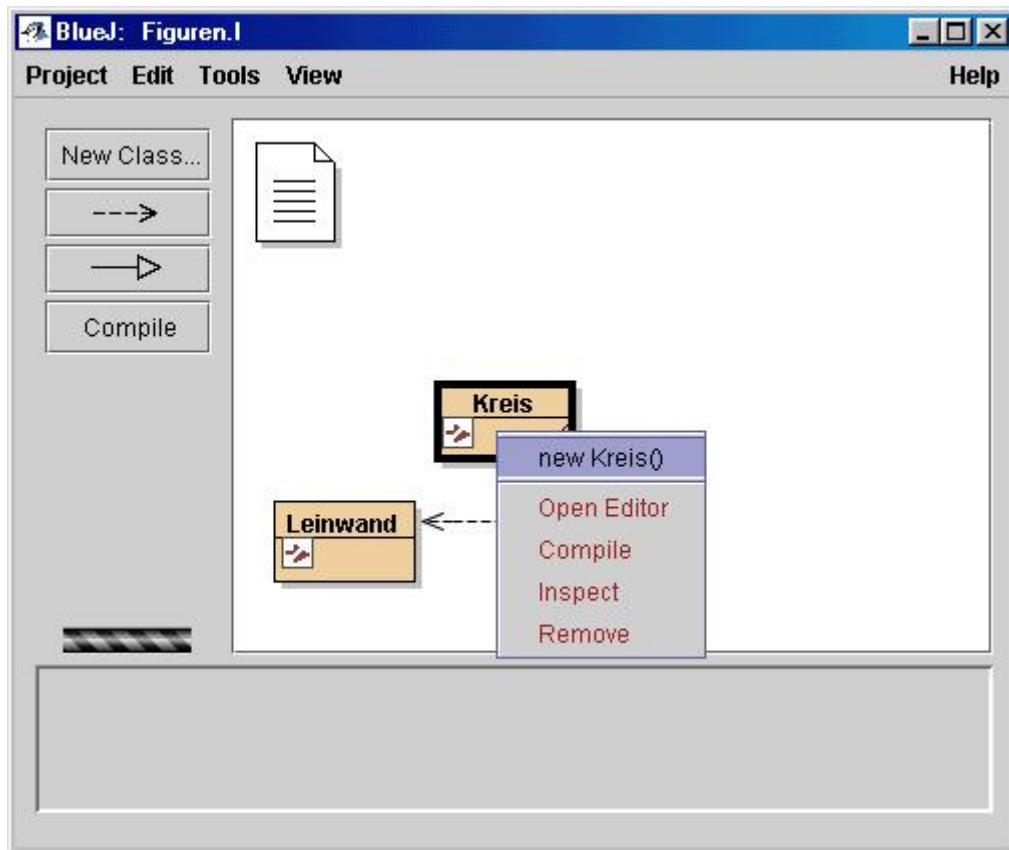 BlueJ: Figuren.I
Project Edit Tools View Help
New Class...
Compile
Kreis
new Kreis()
Open Editor
Compile
Inspect
Remove
Leinwand